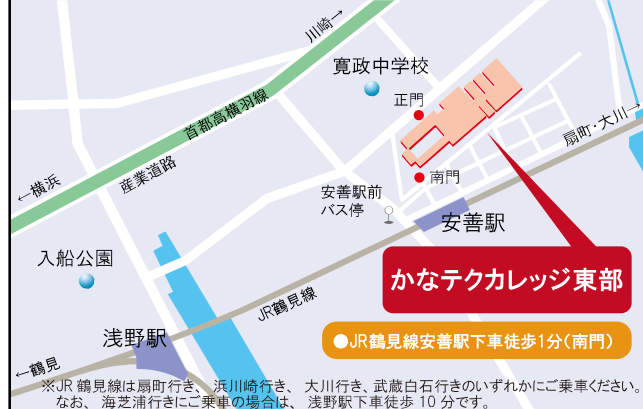 川崎→
寛政中学校
正門
首都高横羽線
扇町・大川→
産業道路
←横浜
南門
安善駅前
バス停
安善駅
入船公園
かなテクカレッジ東部
JR鶴見線
浅野駅
●JR鶴見線安善駅下車徒歩1分(南門)
←鶴見
※JR鶴見線は扇町行き、浜川崎行き、大川行き、武蔵白石行きのいずれかにご乗車ください。
なお、海芝浦行きにご乗車の場合は、浅野駅下車徒歩10分です。